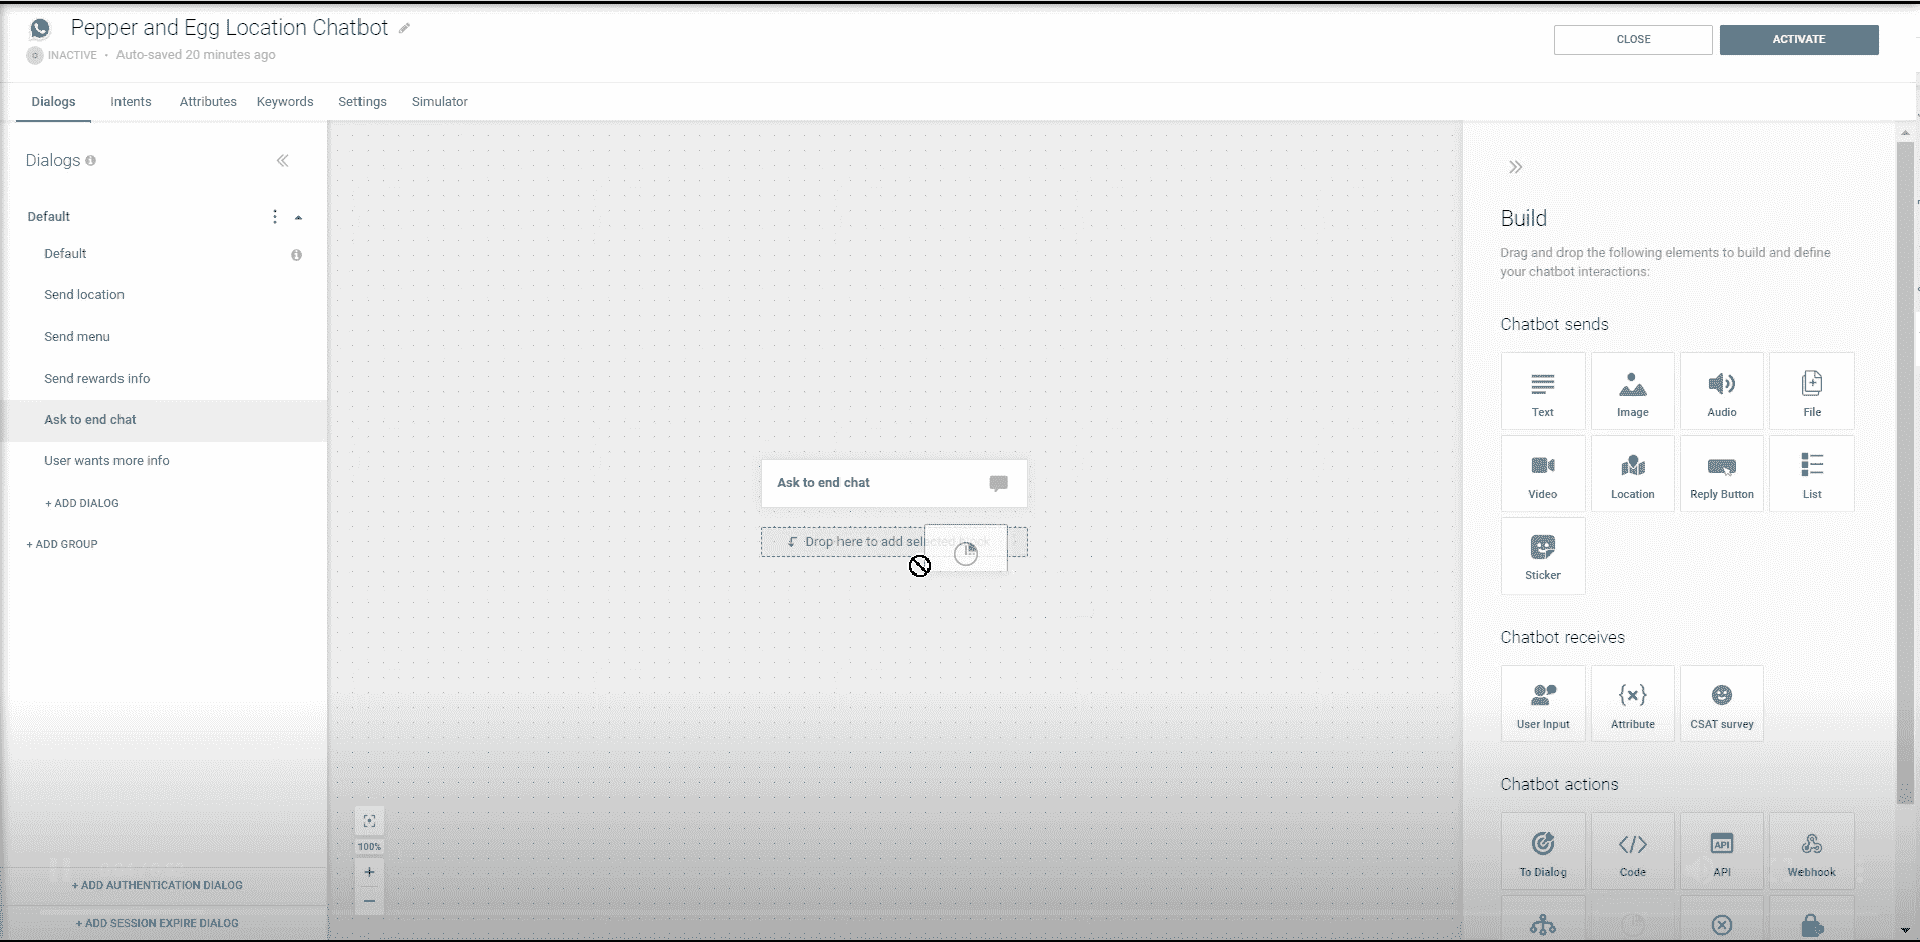 Pepper and Egg Location Chatbot
INACTIVE • Auto-saved 20 minutes ago
CLOSE
ACTIVATE
Dialogs
Intents
Attributes
Keywords
Settings
Simulator
Dialogs
Default
Default
Send location
Send menu
Send rewards info
Ask to end chat
User wants more info
+ ADD DIALOG
+ ADD GROUP
+ ADD AUTHENTICATION DIALOG
+ ADD SESSION EXPIRE DIALOG
Ask to end chat
Drop here to add selected block
100%
Build
Drag and drop the following elements to build and define
your chatbot interactions:
Chatbot sends
Text
Image
Audio
File
Video
Location
Reply Button
List
Sticker
Chatbot receives
User Input
Attribute
CSAT survey
Chatbot actions
To Dialog
Code
API
API
Webhook